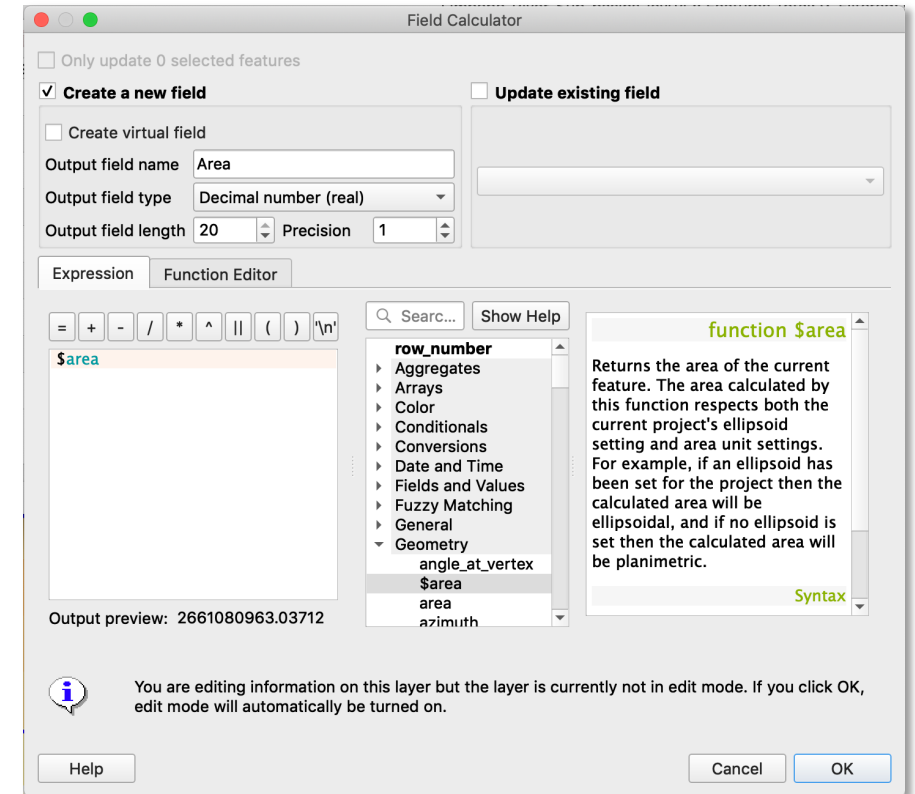 Field Calculator
Only update 0 selected features
Create a new field
Update existing field
Create virtual field
Output field name Area
Output field type Decimal number (real)
Output field length 20 Precision 1
Expression Function Editor
= + - / * ^ || ( ) '\n'
Searc... Show Help
$area
row_number
Aggregates
Arrays
Color
Conditionals
Conversions
Date and Time
Fields and Values
Fuzzy Matching
General
Geometry
angle_at_vertex
$area
area
azimuth
function $area
Returns the area of the current
feature. The area calculated by
this function respects both the
current project's ellipsoid
setting and area unit settings.
For example, if an ellipsoid has
been set for the project then the
calculated area will be
ellipsoidal, and if no ellipsoid is
set then the calculated area will
be planimetric.
Syntax
Output preview: 2661080963.03712
You are editing information on this layer but the layer is currently not in edit mode. If you click OK,
edit mode will automatically be turned on.
Help Cancel OK